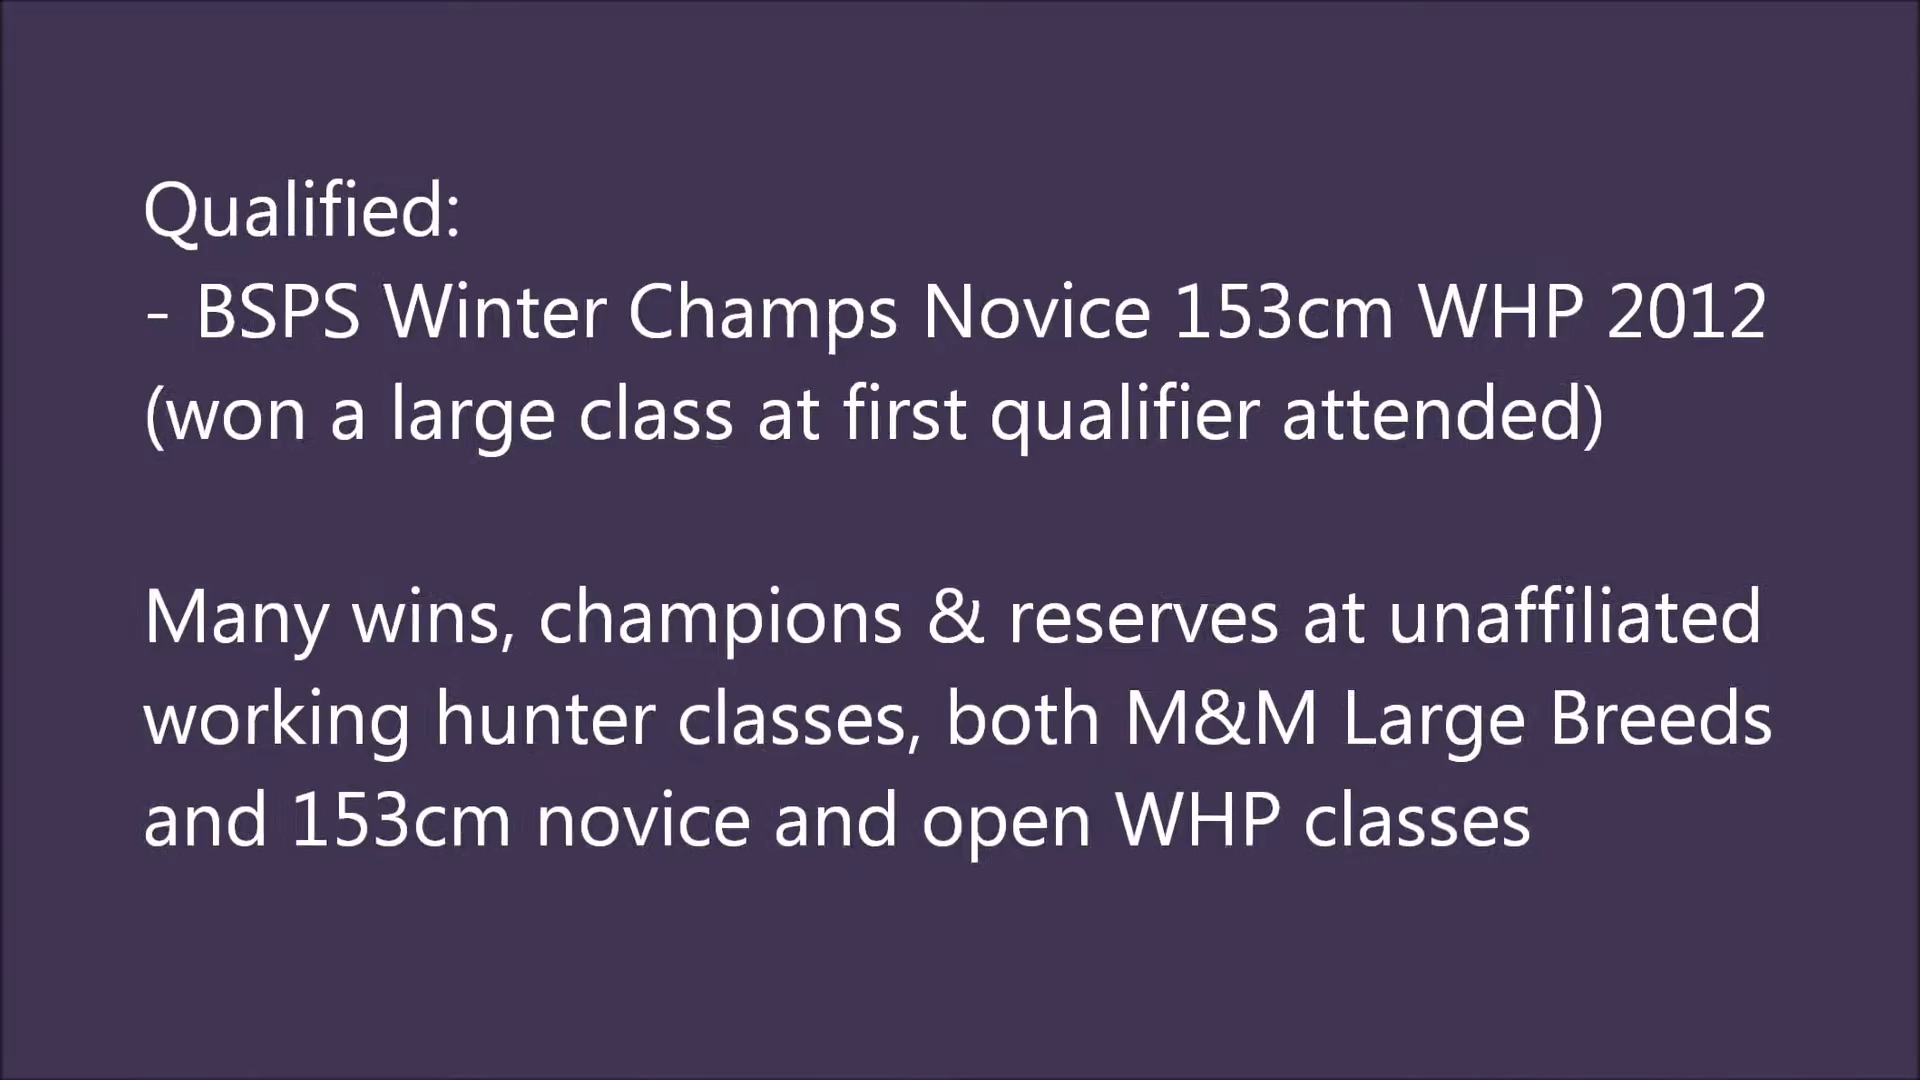 Qualified:
- BSPS Winter Champs Novice 153cm WHP 2012
(won a large class at first qualifier attended)
Many wins, champions & reserves at unaffiliated
working hunter classes, both M&M Large Breeds
and 153cm novice and open WHP classes